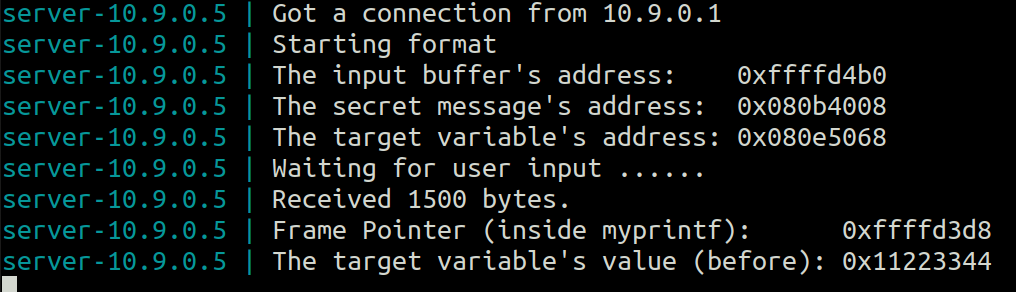 server-10.9.0.5 | Got a connection from 10.9.0.1
server-10.9.0.5 | Starting format
server-10.9.0.5 | The input buffer's address:    0xffffd4b0
server-10.9.0.5 | The secret message's address:  0x080b4008
server-10.9.0.5 | The target variable's address: 0x080e5068
server-10.9.0.5 | Waiting for user input ......
server-10.9.0.5 | Received 1500 bytes.
server-10.9.0.5 | Frame Pointer (inside myprintf):      0xffffd3d8
server-10.9.0.5 | The target variable's value (before): 0x11223344